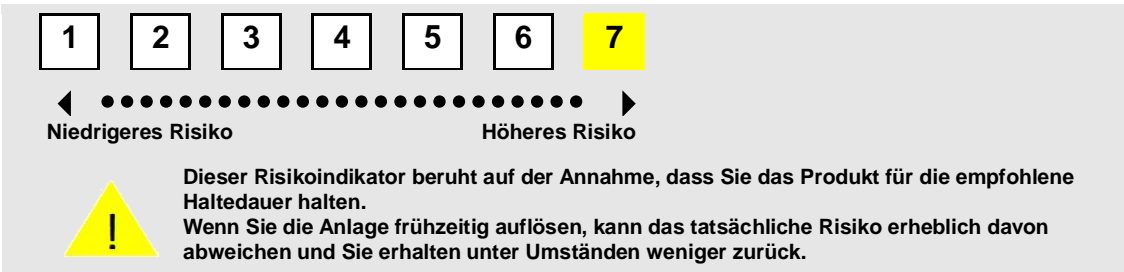 1 2 3 4 5 6 7
Niedrigeres Risiko Höheres Risiko
Dieser Risikoindikator beruht auf der Annahme, dass Sie das Produkt für die empfohlene
Haltedauer halten.
!
Wenn Sie die Anlage frühzeitig auflösen, kann das tatsächliche Risiko erheblich davon
abweichen und Sie erhalten unter Umständen weniger zurück.